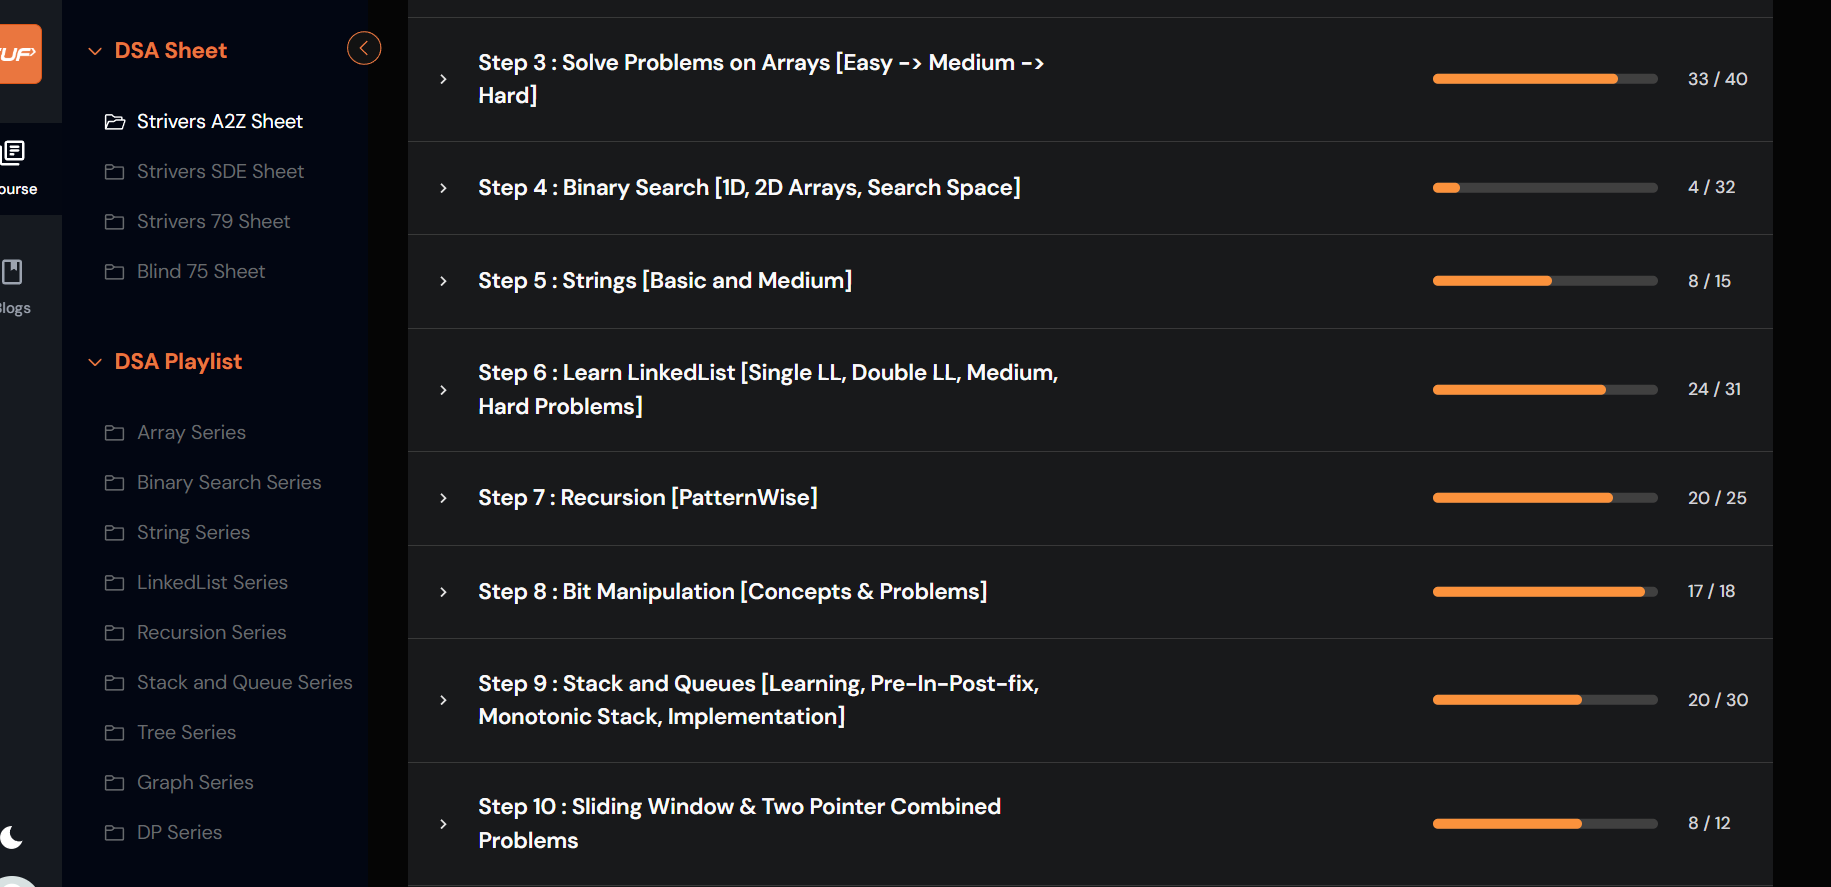 DSA Sheet
Strivers A2Z Sheet
Strivers SDE Sheet
Strivers 79 Sheet
Blind 75 Sheet
DSA Playlist
Array Series
Binary Search Series
String Series
LinkedList Series
Recursion Series
Stack and Queue Series
Tree Series
Graph Series
DP Series
Step 3 : Solve Problems on Arrays [Easy -> Medium ->
Hard]
33 / 40
Step 4 : Binary Search [1D, 2D Arrays, Search Space]
4 / 32
Step 5 : Strings [Basic and Medium]
8 / 15
Step 6 : Learn LinkedList [Single LL, Double LL, Medium,
Hard Problems]
24 / 31
Step 7 : Recursion [PatternWise]
20 / 25
Step 8 : Bit Manipulation [Concepts & Problems]
17 / 18
Step 9 : Stack and Queues [Learning, Pre-In-Post-fix,
Monotonic Stack, Implementation]
20 / 30
Step 10 : Sliding Window & Two Pointer Combined
Problems
8 / 12